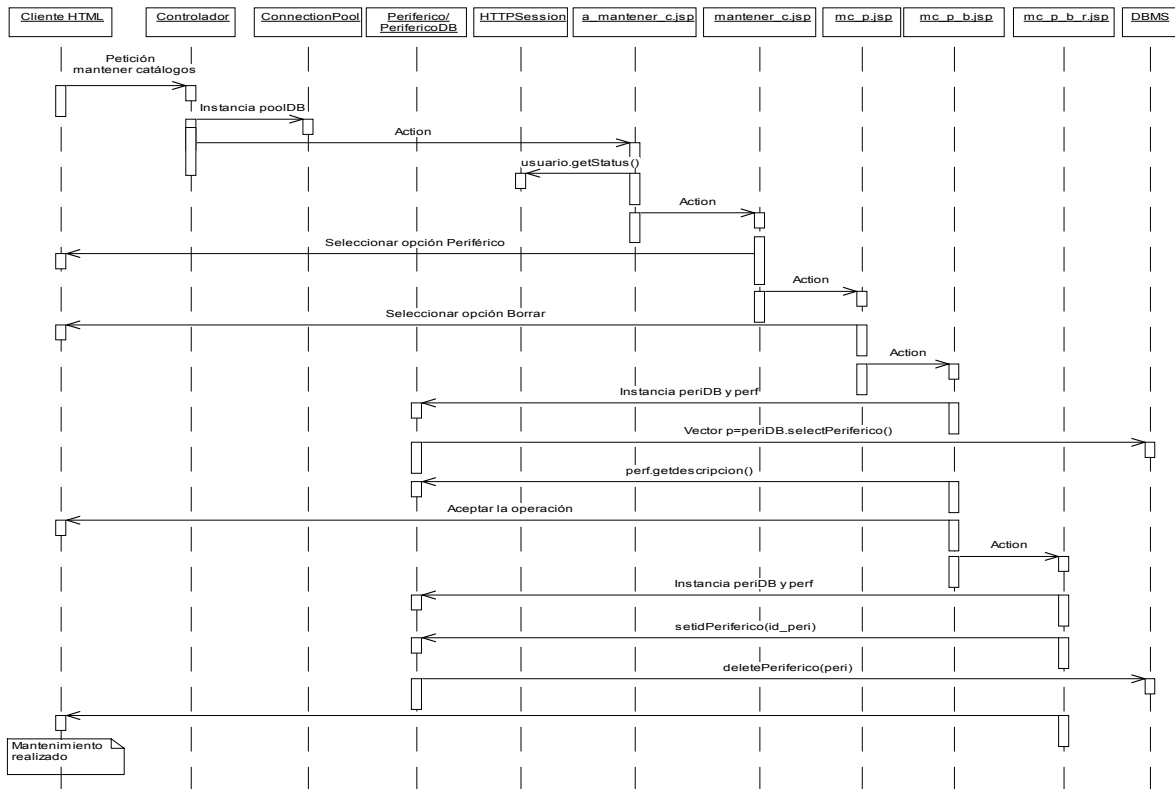 Cliente HTML
Controlador
ConnectionPool
Periferico/
PerifericoDB
HTTPSession
a_mantener_c.jsp
mantener_c.jsp
mc_p.jsp
mc_p_b.jsp
mc_p_b_r.jsp
DBMS
Petición
mantener catálogos
Instancia poolDB
Action
usuario.getStatus()
Action
Seleccionar opción Periférico
Action
Seleccionar opción Borrar
Action
Instancia periDB y perf
Vector p=periDB.selectPeriferico()
perf.getdescripcion()
Aceptar la operación
Action
Instancia periDB y perf
setidPeriferico(id_peri)
deletePeriferico(peri)
Mantenimiento
realizado